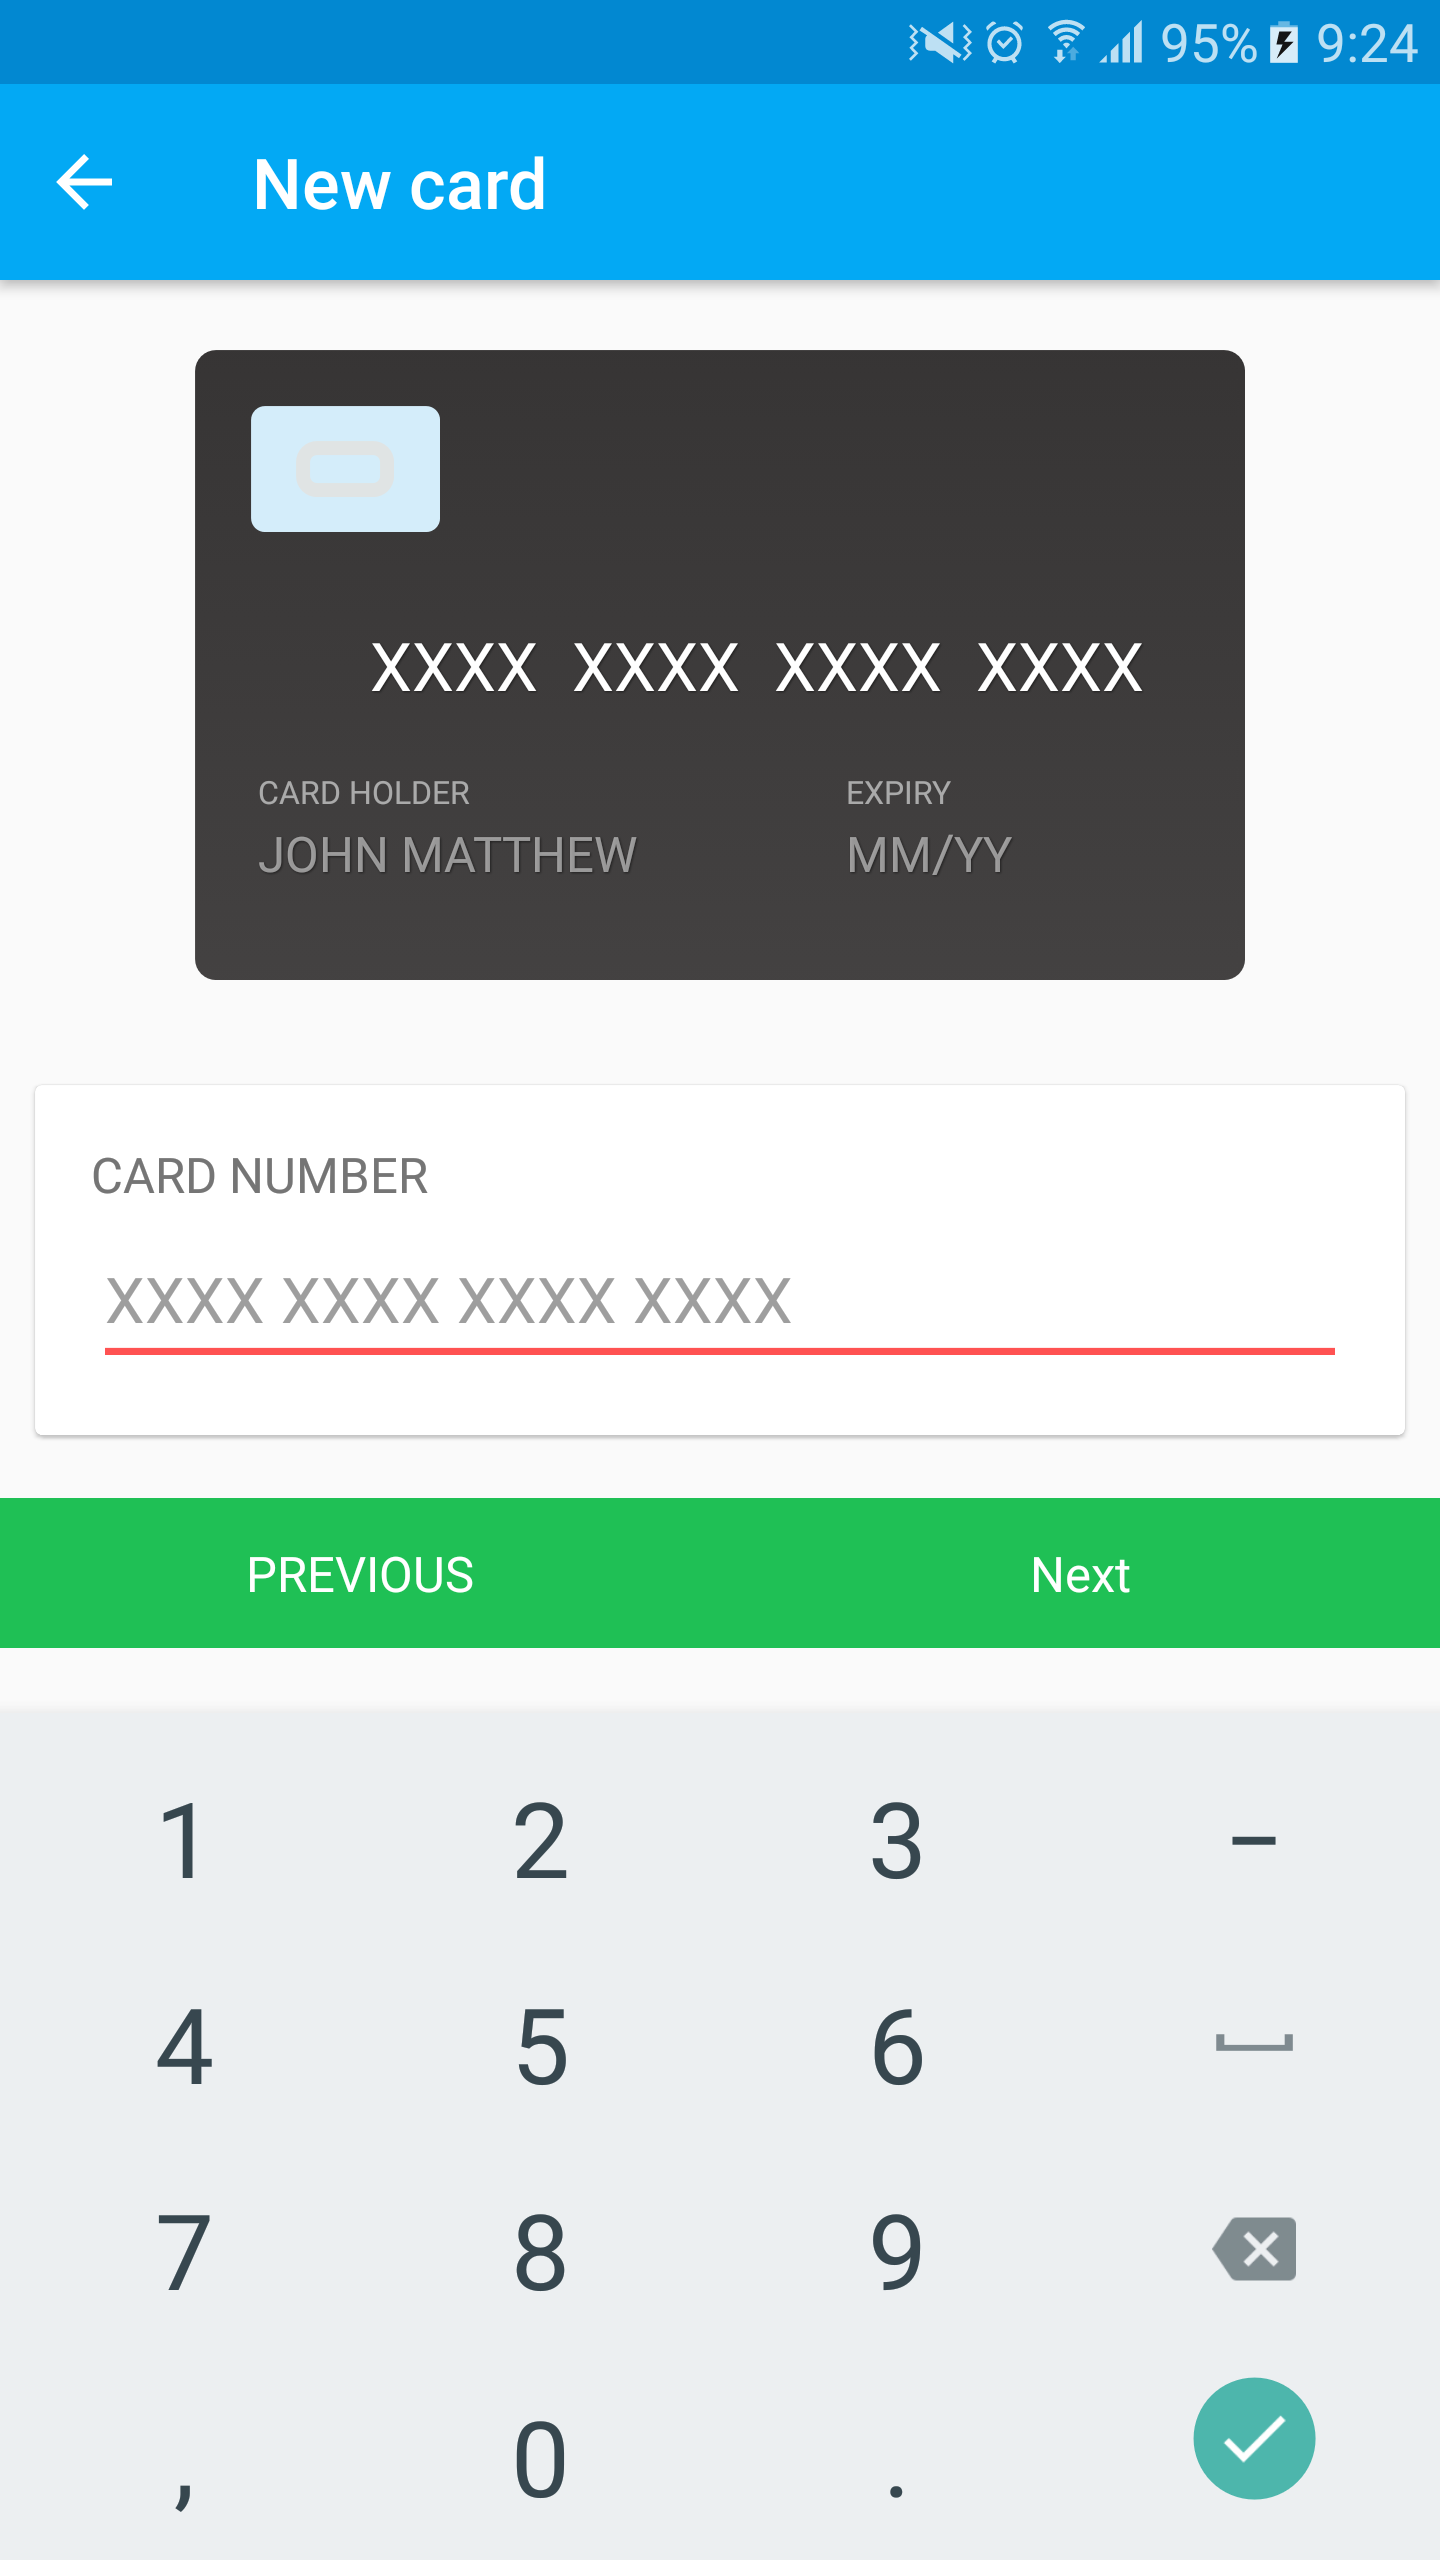 95% 9:24
New card
XXXX XXXX XXXX XXXX
CARD HOLDER EXPIRY
JOHN MATTHEW MM/YY
CARD NUMBER
XXXX XXXX XXXX XXXX
PREVIOUS Next
1 2 3 –
4 5 6
7 8 9
, 0 .